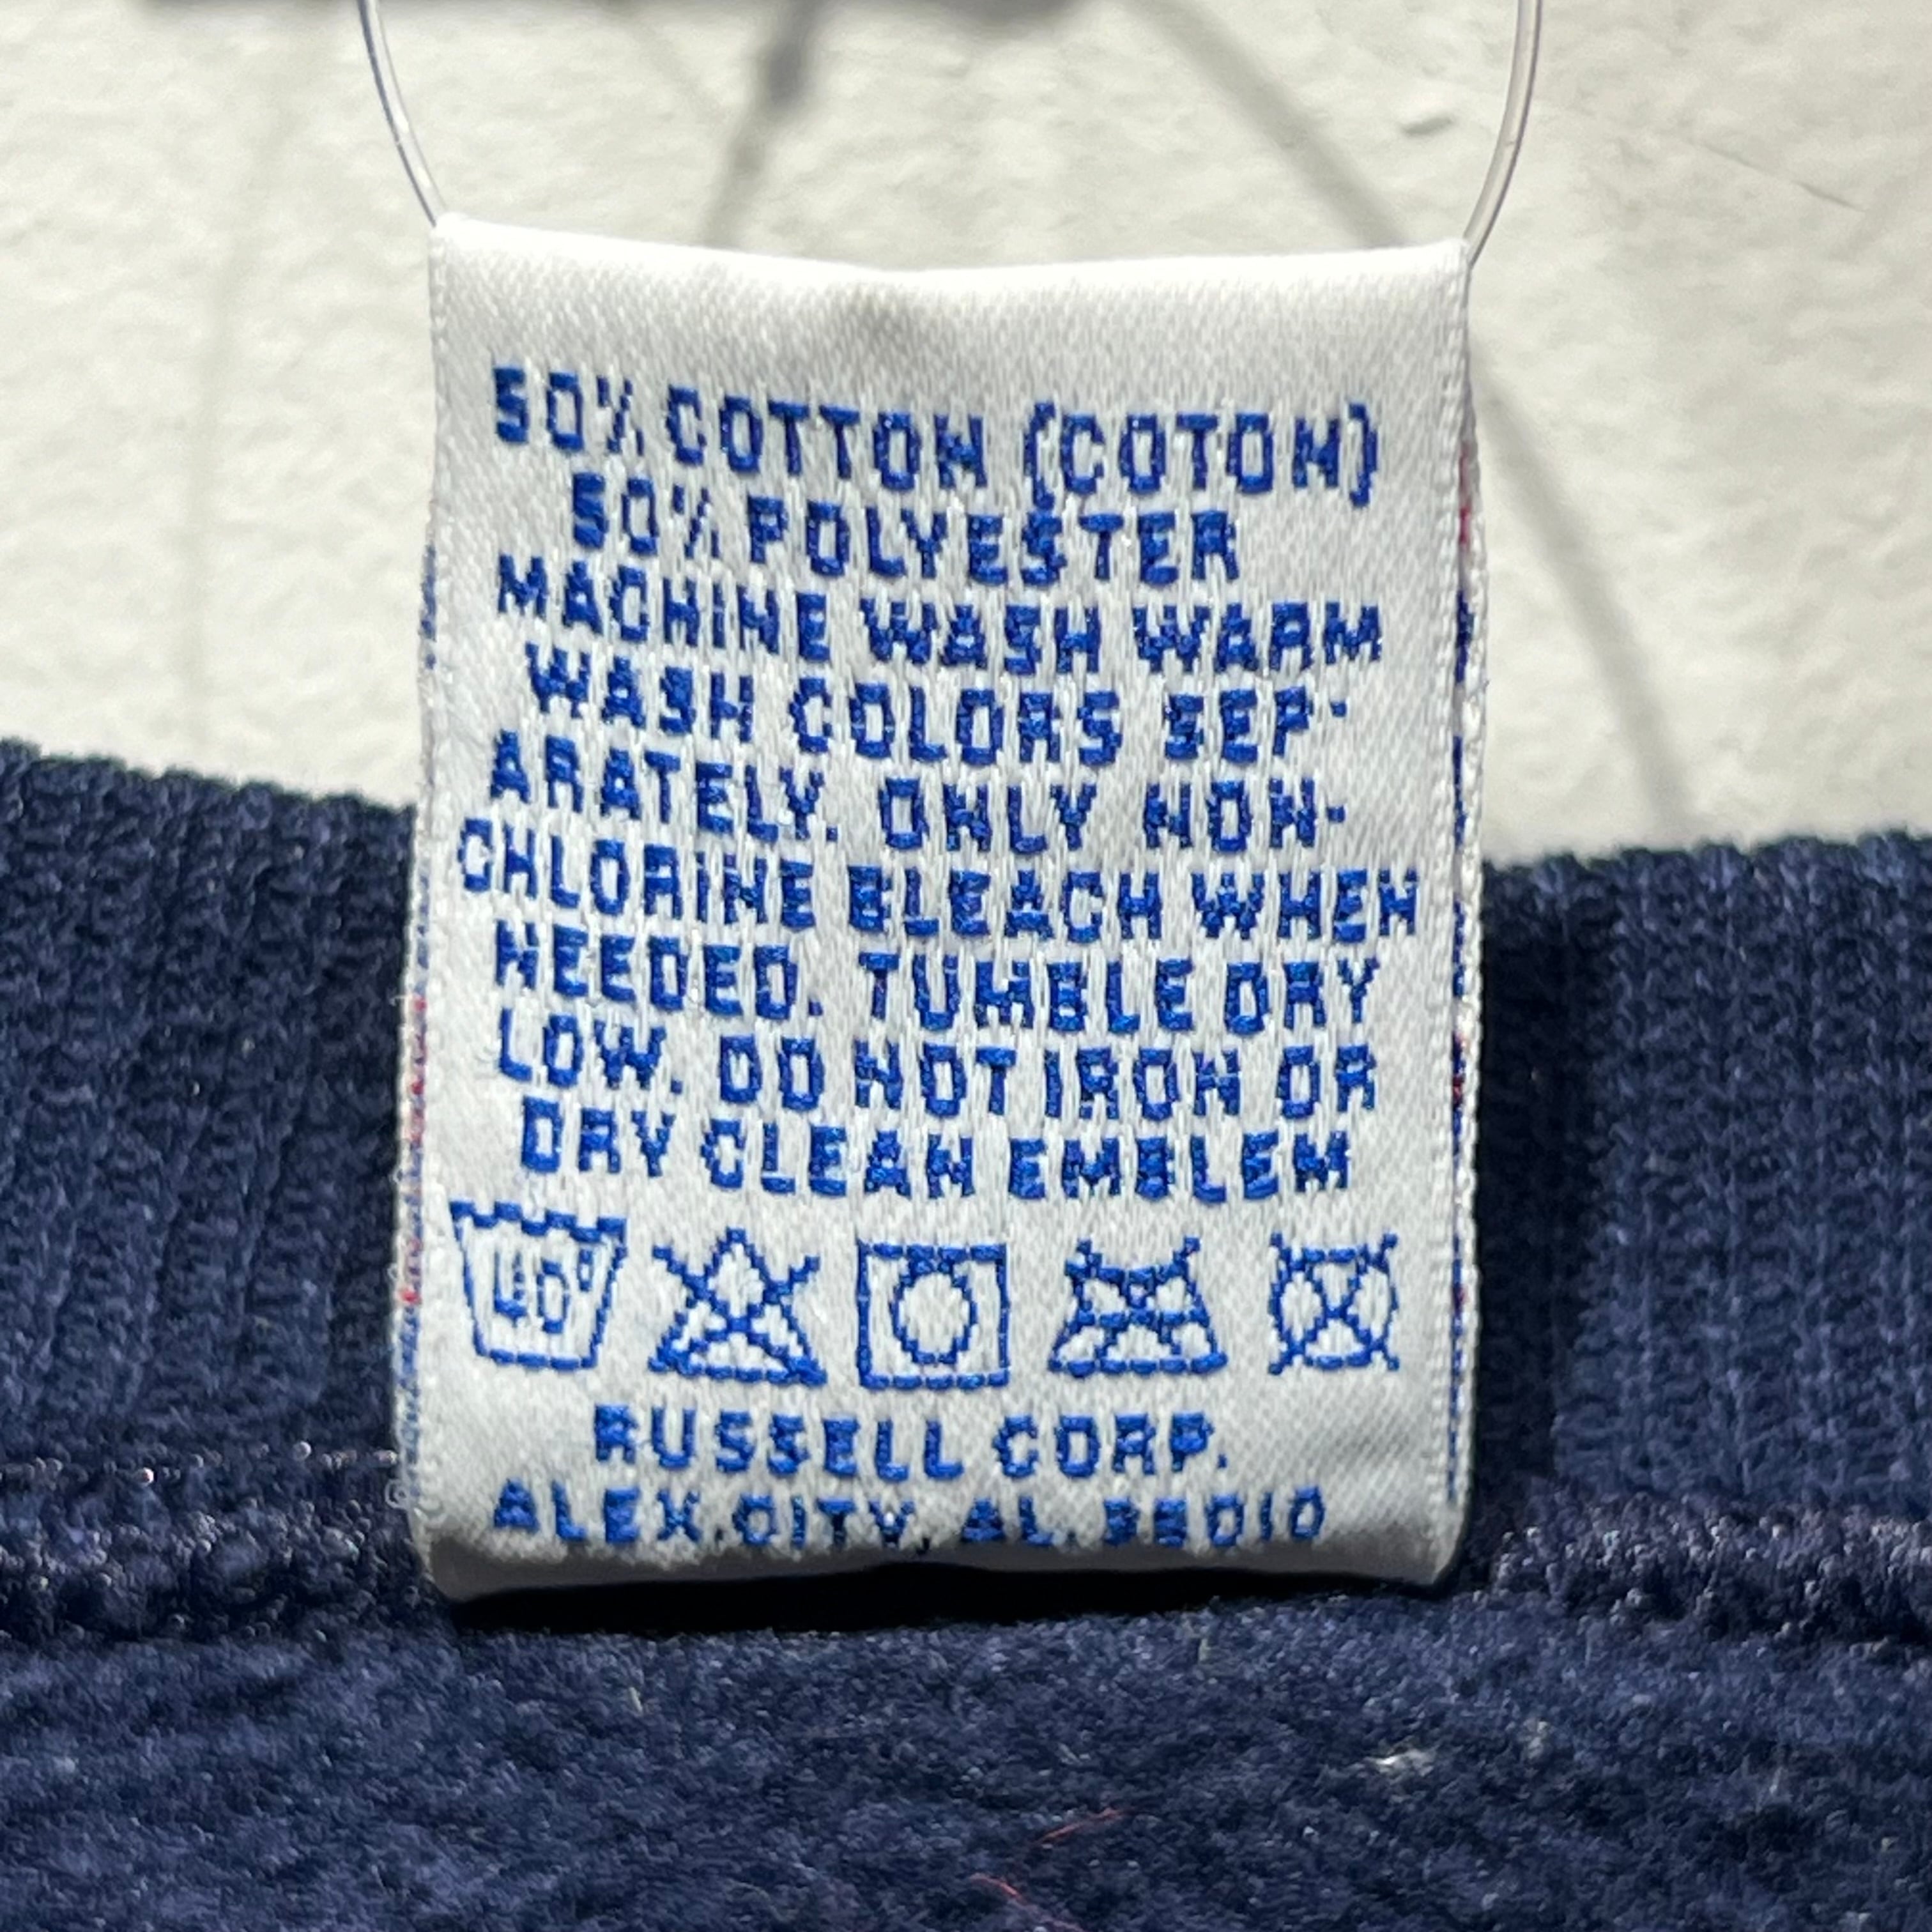 50% COTTON (COTON)
50% POLYESTER
MACHINE WASH WARM
WASH COLORS SEP-
ARATELY. ONLY NON-
CHLORINE BLEACH WHEN
NEEDED. TUMBLE DRY
LOW. DO NOT IRON OR
DRY CLEAN EMBLEM
40°
RUSSELL CORP.
ALEX.CITY, AL. 35010